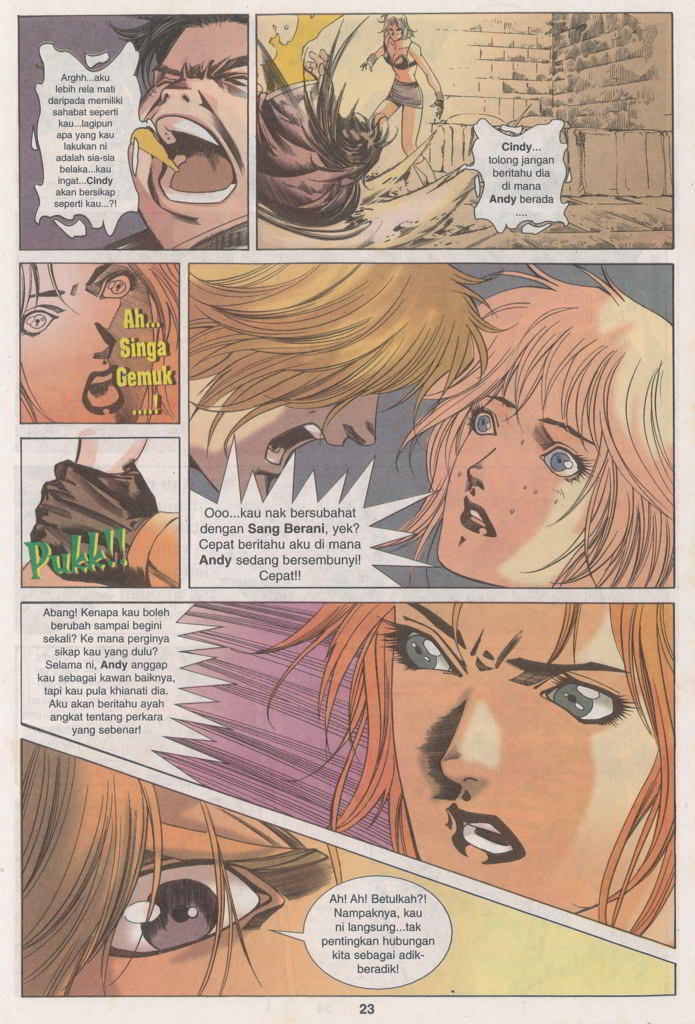 Arghh...aku
lebih rela mati
daripada memiliki
sahabat seperti
kau...lagipun
apa yang kau
lakukan ni
adalah sia-sia
belaka...kau
ingat...Cindy
akan bersikap
seperti kau...?!
Cindy...
tolong jangan
beritahu dia
di mana
Andy berada
....
Ah...
Singa
Gemuk
....!
Ooo...kau nak bersubahat
dengan Sang Berani, yek?
Cepat beritahu aku di mana
Andy sedang bersembunyi!
Cepat!!
Pukk!!
Abang! Kenapa kau boleh
berubah sampai begini
sekali? Ke mana perginya
sikap kau yang dulu?
Selama ni, Andy anggap
kau sebagai kawan baiknya,
tapi kau pula khianati dia.
Aku akan beritahu ayah
angkat tentang perkara
yang sebenar!
Ah! Ah! Betulkah?!
Nampaknya, kau
ni langsung...tak
pentingkan hubungan
kita sebagai adik-
beradik!
23